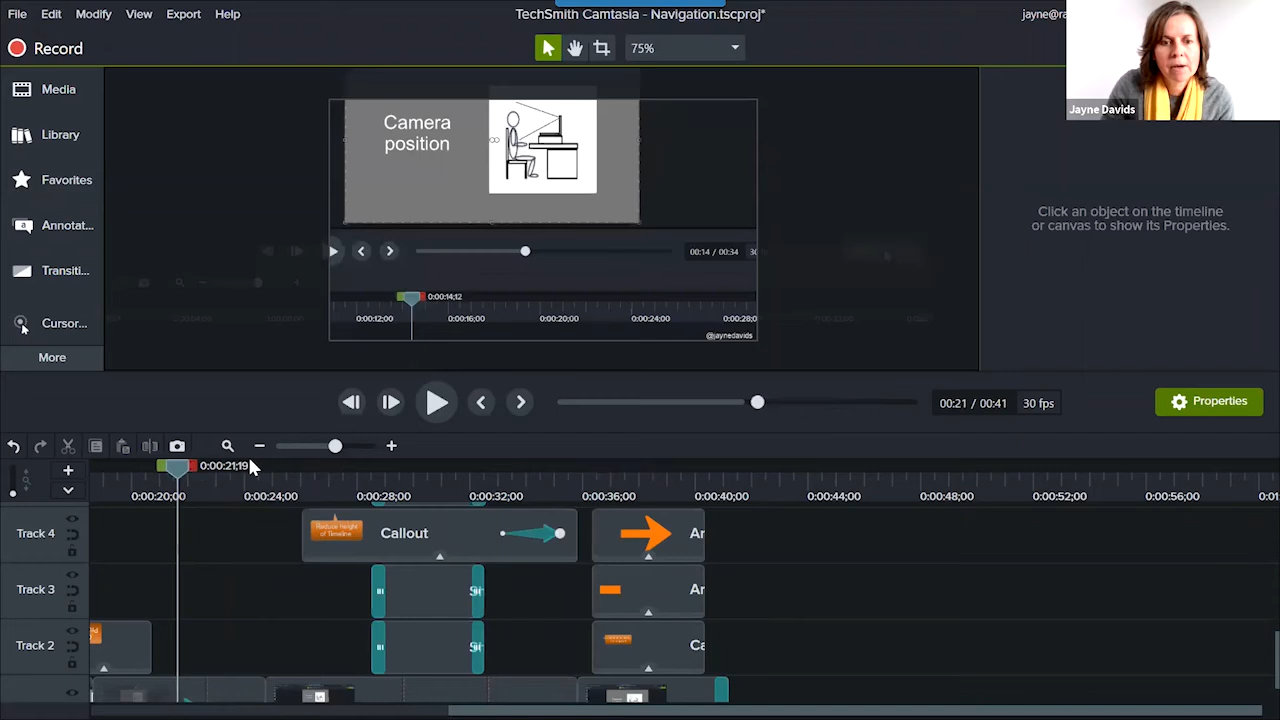 File Edit Modify View Export Help
TechSmith Camtasia - Navigation.tscproj*
Record
75%
Jayne Davids
Media
Library
Favorites
Annotat...
Transiti...
Cursor...
More
Camera
position
00:14 / 00:34
0:00:14;12
0:00:12;00 0:00:16;00 0:00:20;00 0:00:24;00
@jaynedavids
Click an object on the timeline
or canvas to show its Properties.
00:21 / 00:41 30 fps
Properties
0:00:21;19
0:00:20;00 0:00:24;00 0:00:28;00 0:00:32;00 0:00:36;00 0:00:40;00 0:00:44;00 0:00:48;00 0:00:52;00 0:00:56;00
Track 4
Reduce height
of Timeline
Callout
Track 3
Track 2